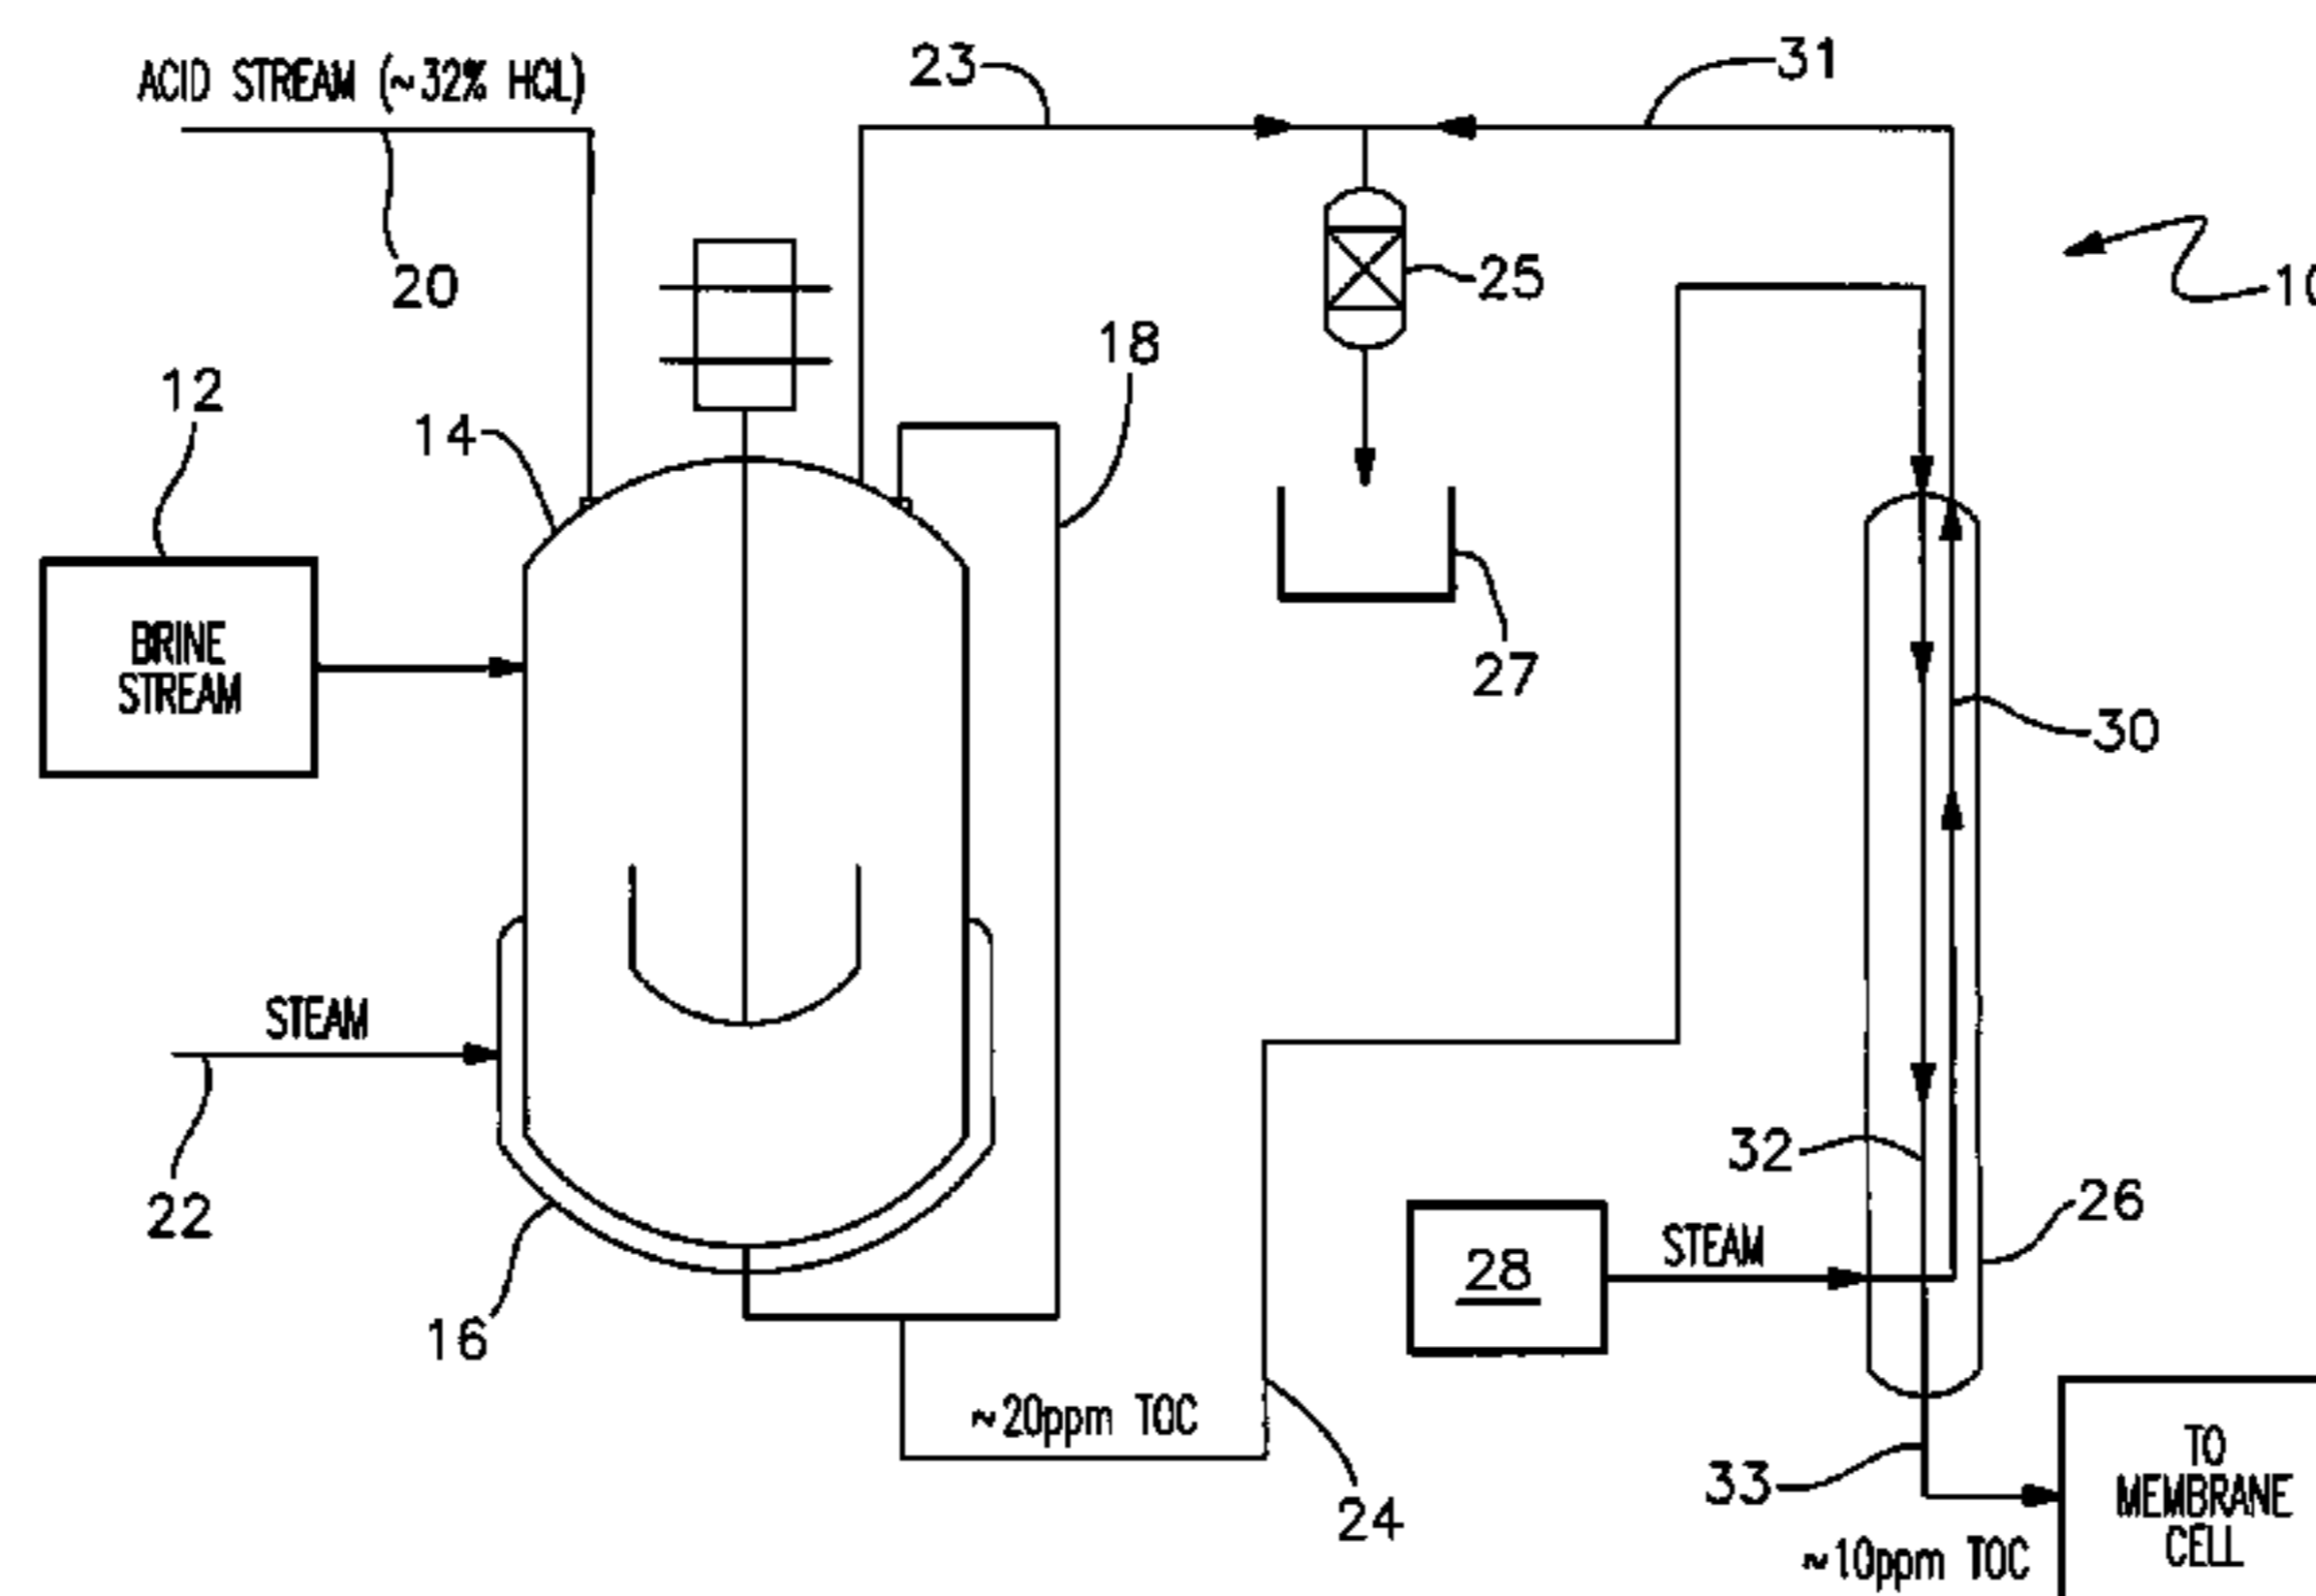 ACID STREAM (~32% HCL)
23
31
20
25
10
18
12
14
27
BRINE
STREAM
30
STEAM
32
22
26
STEAM
28
16
~20ppm TOC
24
33
TO
MEMBRANE
CELL
~10ppm TOC